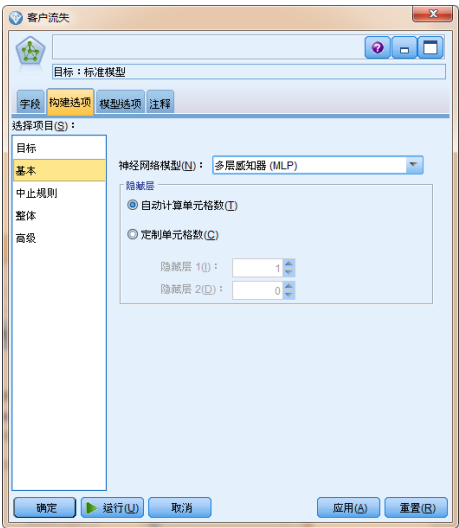 客户流失
目标：标准模型
字段 构建选项 模型选项 注释
选择项目(S)：
目标
基本
中止规则
整体
高级
神经网络模型(N)： 多层感知器 (MLP)
隐藏层
自动计算单元格数(T)
定制单元格数(C)
隐藏层 1(I)： 1
隐藏层 2(D)： 0
确定 运行(U) 取消 应用(A) 重置(R)